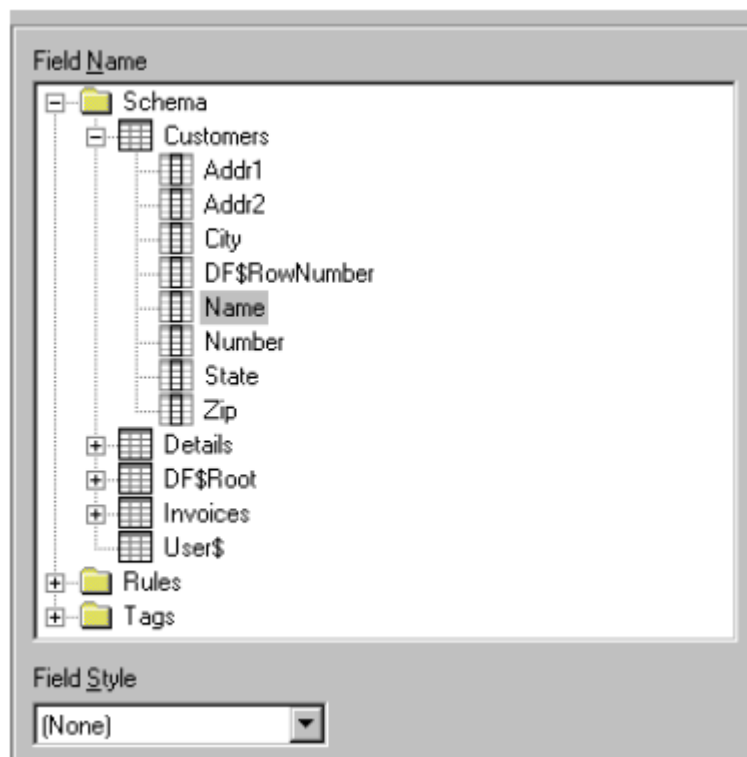 Field Name
Schema
Customers
Addr1
Addr2
City
DF$RowNumber
Name
Number
State
Zip
Details
DF$Root
Invoices
User$
Rules
Tags
Field Style
(None)